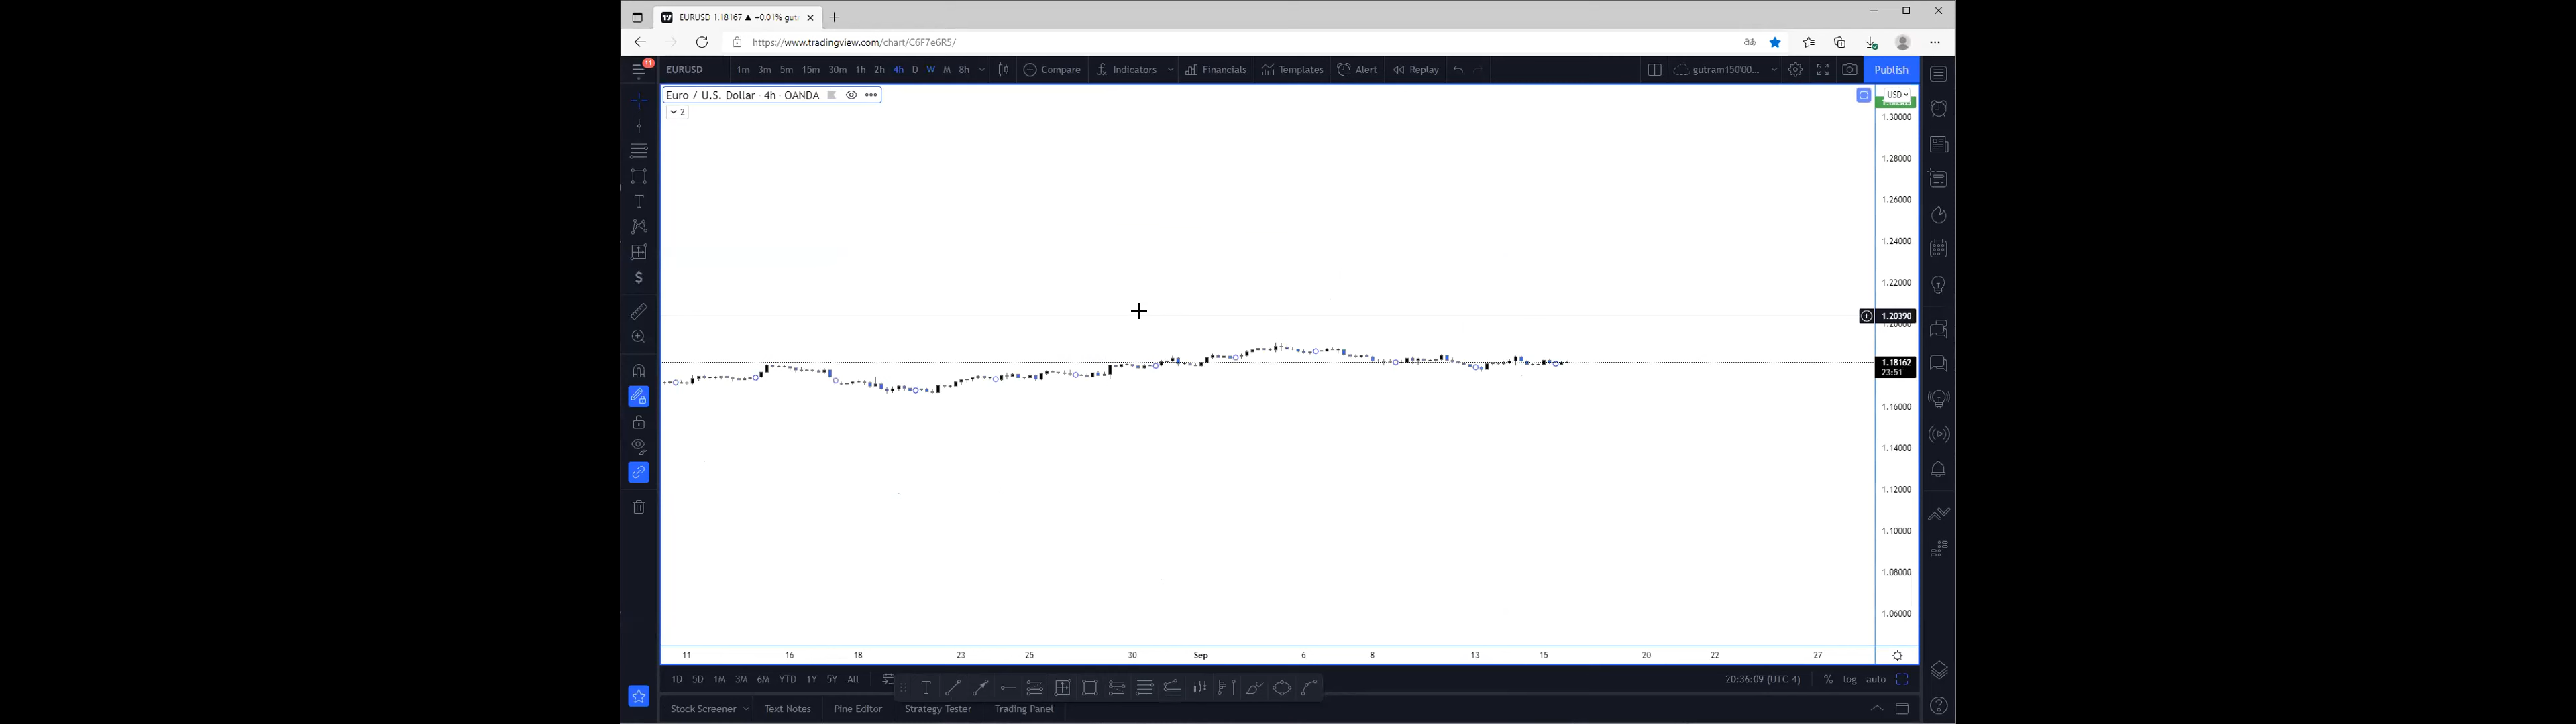 EURUSD 1.18167 ▲ +0.01% gut
https://www.tradingview.com/chart/C6F7e6R5/
11
EURUSD 1m 3m 5m 15m 30m 1h 2h 4h D W M 8h Compare Indicators Financials Templates Alert Replay gutram150'00... Publish
Euro / U.S. Dollar · 4h · OANDA
USD
2
1.30000
1.28000
1.26000
1.24000
1.22000
1.20390
1.20000
1.18162
23:51
1.16000
1.14000
1.12000
1.10000
1.08000
1.06000
11 16 18 23 25 30 Sep 6 8 13 15 20 22 27
1D 5D 1M 3M 6M YTD 1Y 5Y All
20:36:09 (UTC-4) % log auto
Stock Screener Text Notes Pine Editor Strategy Tester Trading Panel